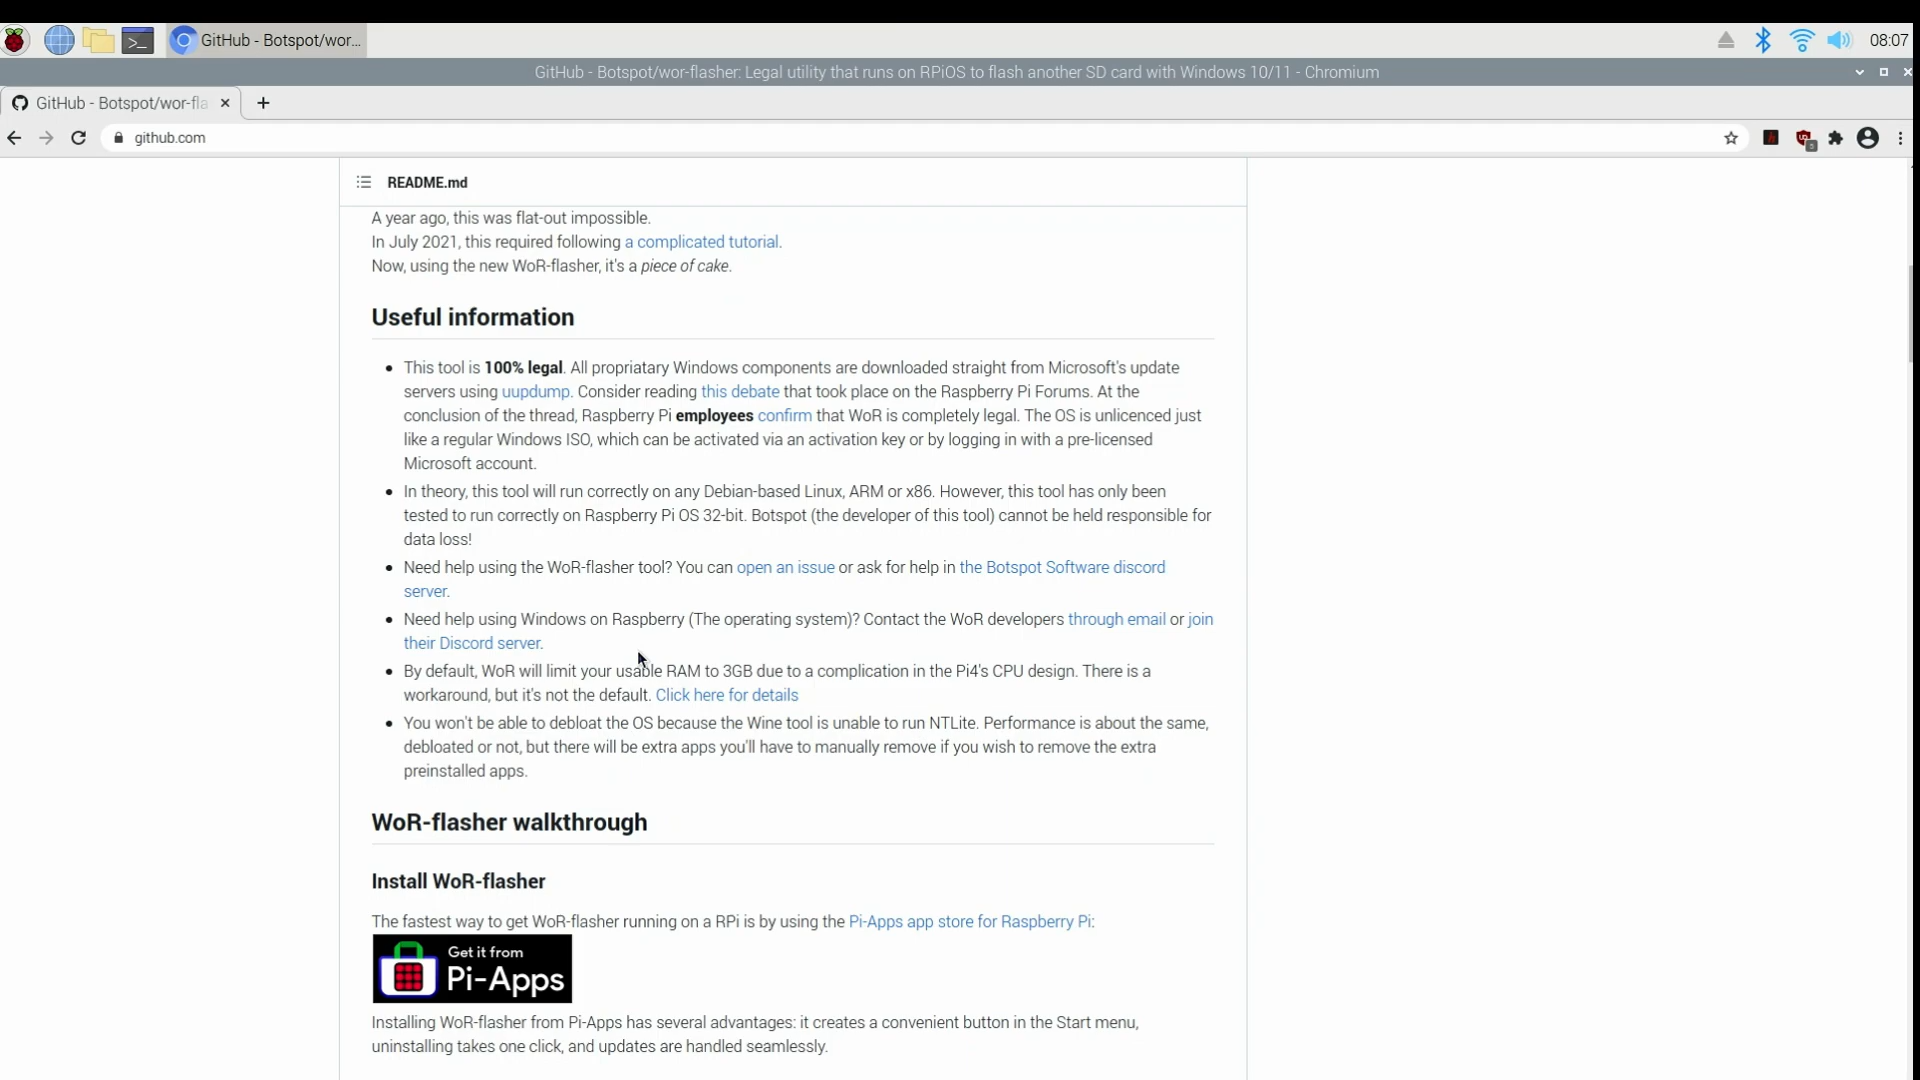 GitHub - Botspot/wor...
08:07
GitHub - Botspot/wor-flasher: Legal utility that runs on RPiOS to flash another SD card with Windows 10/11 - Chromium
GitHub - Botspot/wor-fla
github.com
README.md
A year ago, this was flat-out impossible.
In July 2021, this required following a complicated tutorial.
Now, using the new WoR-flasher, it's a piece of cake.
Useful information
This tool is 100% legal. All propriatary Windows components are downloaded straight from Microsoft's update
servers using uupdump. Consider reading this debate that took place on the Raspberry Pi Forums. At the
conclusion of the thread, Raspberry Pi employees confirm that WoR is completely legal. The OS is unlicenced just
like a regular Windows ISO, which can be activated via an activation key or by logging in with a pre-licensed
Microsoft account.
In theory, this tool will run correctly on any Debian-based Linux, ARM or x86. However, this tool has only been
tested to run correctly on Raspberry Pi OS 32-bit. Botspot (the developer of this tool) cannot be held responsible for
data loss!
Need help using the WoR-flasher tool? You can open an issue or ask for help in the Botspot Software discord
server.
Need help using Windows on Raspberry (The operating system)? Contact the WoR developers through email or join
their Discord server.
By default, WoR will limit your usable RAM to 3GB due to a complication in the Pi4's CPU design. There is a
workaround, but it's not the default. Click here for details
You won't be able to debloat the OS because the Wine tool is unable to run NTLite. Performance is about the same,
debloated or not, but there will be extra apps you'll have to manually remove if you wish to remove the extra
preinstalled apps.
WoR-flasher walkthrough
Install WoR-flasher
The fastest way to get WoR-flasher running on a RPi is by using the Pi-Apps app store for Raspberry Pi:
Get it from
Pi-Apps
Installing WoR-flasher from Pi-Apps has several advantages: it creates a convenient button in the Start menu,
uninstalling takes one click, and updates are handled seamlessly.